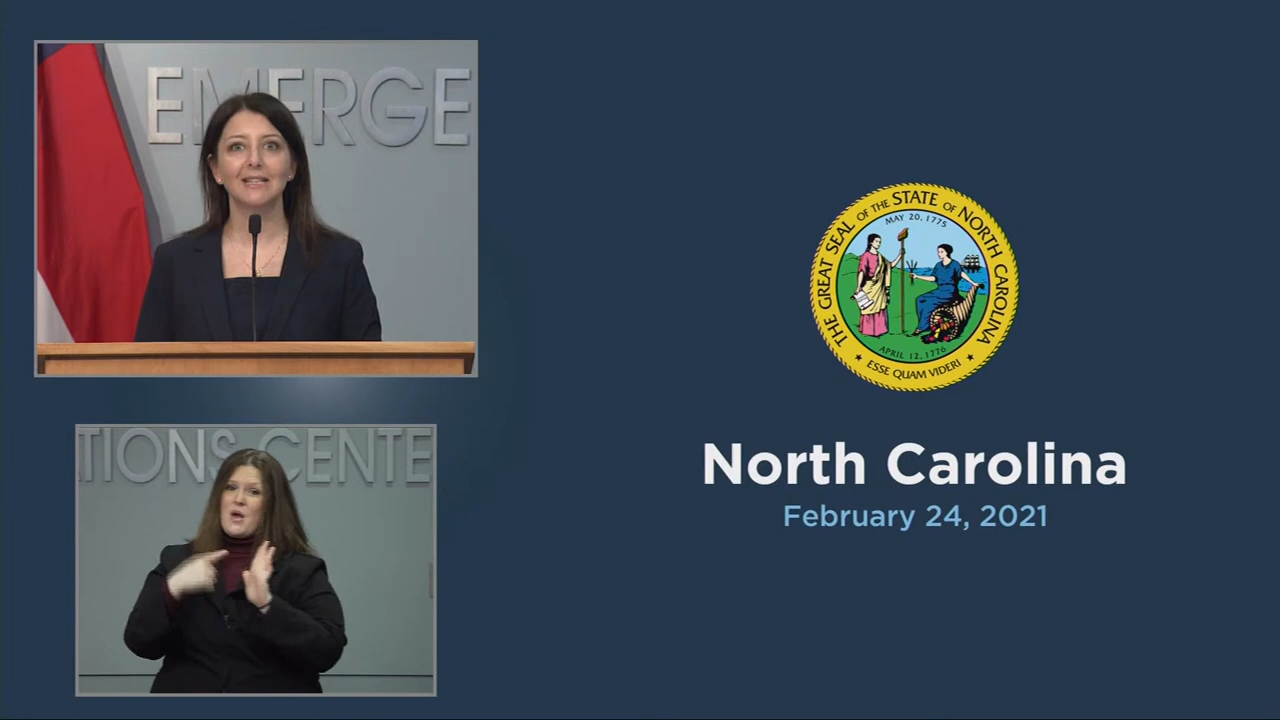 EMERGE
TIONS CENTE
THE GREAT SEAL OF THE STATE OF NORTH CAROLINA
MAY 20, 1775
APRIL 12, 1776
★ ESSE QUAM VIDERI ★
North Carolina
February 24, 2021